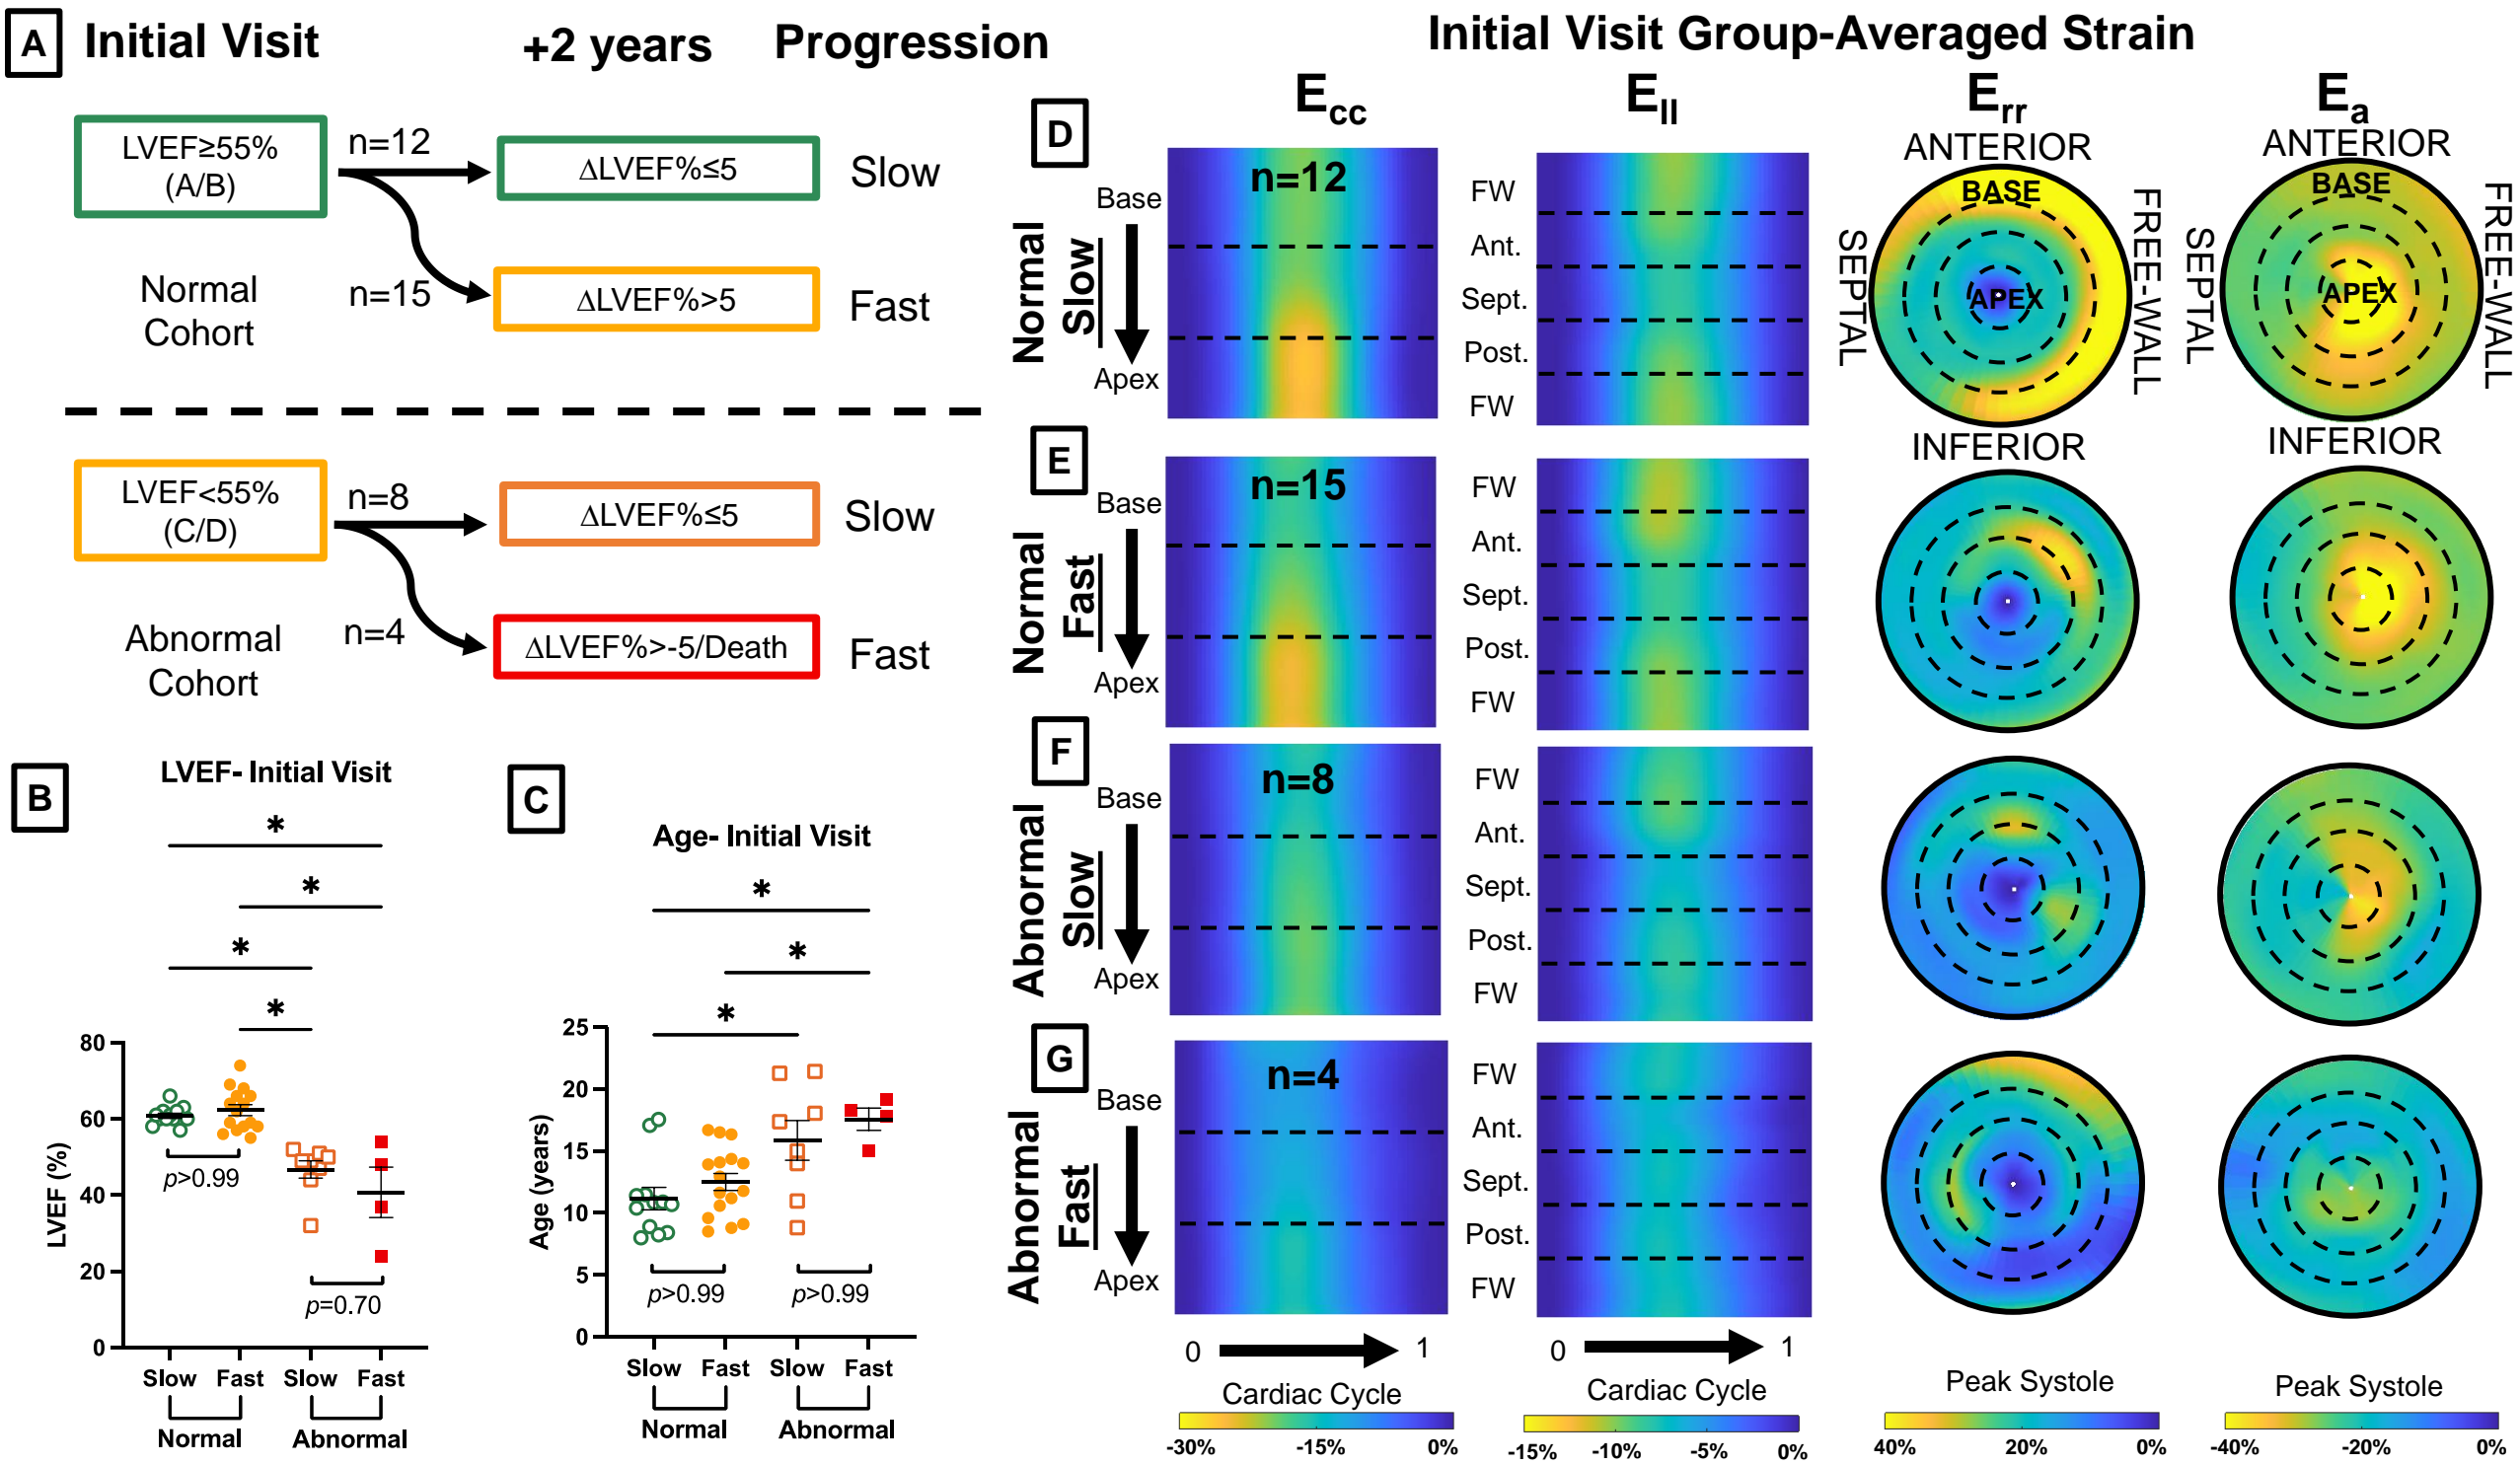 A
Initial Visit
+2 years
Progression
LVEF≥55%
(A/B)
n=12
ΔLVEF%≤5
Slow
Normal
Cohort
n=15
ΔLVEF%>5
Fast
LVEF<55%
(C/D)
n=8
ΔLVEF%≤5
Slow
Abnormal
Cohort
n=4
ΔLVEF%>-5/Death
Fast
B
LVEF- Initial Visit
*
*
*
*
LVEF (%)
80
60
40
20
0
p>0.99
p=0.70
Slow Fast Slow Fast
Normal Abnormal
C
Age- Initial Visit
*
*
*
Age (years)
25
20
15
10
5
0
p>0.99
p>0.99
Slow Fast Slow Fast
Normal Abnormal
Initial Visit Group-Averaged Strain
Ecc
Ell
Err
Ea
D
Normal
Slow
Base
Apex
n=12
FW
Ant.
Sept.
Post.
FW
ANTERIOR
SEPTAL
BASE
APEX
FREE-WALL
INFERIOR
ANTERIOR
SEPTAL
BASE
APEX
FREE-WALL
INFERIOR
E
Normal
Fast
Base
Apex
n=15
FW
Ant.
Sept.
Post.
FW
F
Abnormal
Slow
Base
Apex
n=8
FW
Ant.
Sept.
Post.
FW
G
Abnormal
Fast
Base
Apex
n=4
FW
Ant.
Sept.
Post.
FW
0 1
Cardiac Cycle
-30% -15% 0%
0 1
Cardiac Cycle
-15% -10% -5% 0%
Peak Systole
40% 20% 0%
Peak Systole
-40% -20% 0%